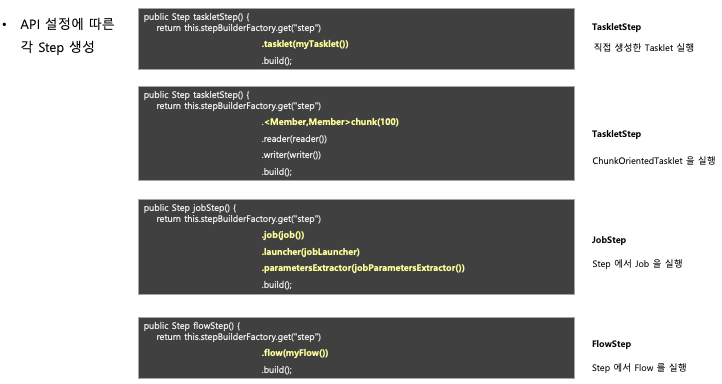 • API 설정에 따른
각 Step 생성
public Step taskletStep() {
return this.stepBuilderFactory.get("step")
.tasklet(myTasklet())
.build();
TaskletStep
직접 생성한 Tasklet 실행
public Step taskletStep() {
return this.stepBuilderFactory.get("step")
.<Member,Member>chunk(100)
.reader(reader())
.writer(writer())
.build();
TaskletStep
ChunkOrientedTasklet 을 실행
public Step jobStep() {
return this.stepBuilderFactory.get("step")
.job(job())
.launcher(jobLauncher)
.parametersExtractor(jobParametersExtractor())
.build();
JobStep
Step 에서 Job 을 실행
public Step flowStep() {
return this.stepBuilderFactory.get("step")
.flow(myFlow())
.build();
FlowStep
Step 에서 Flow 를 실행